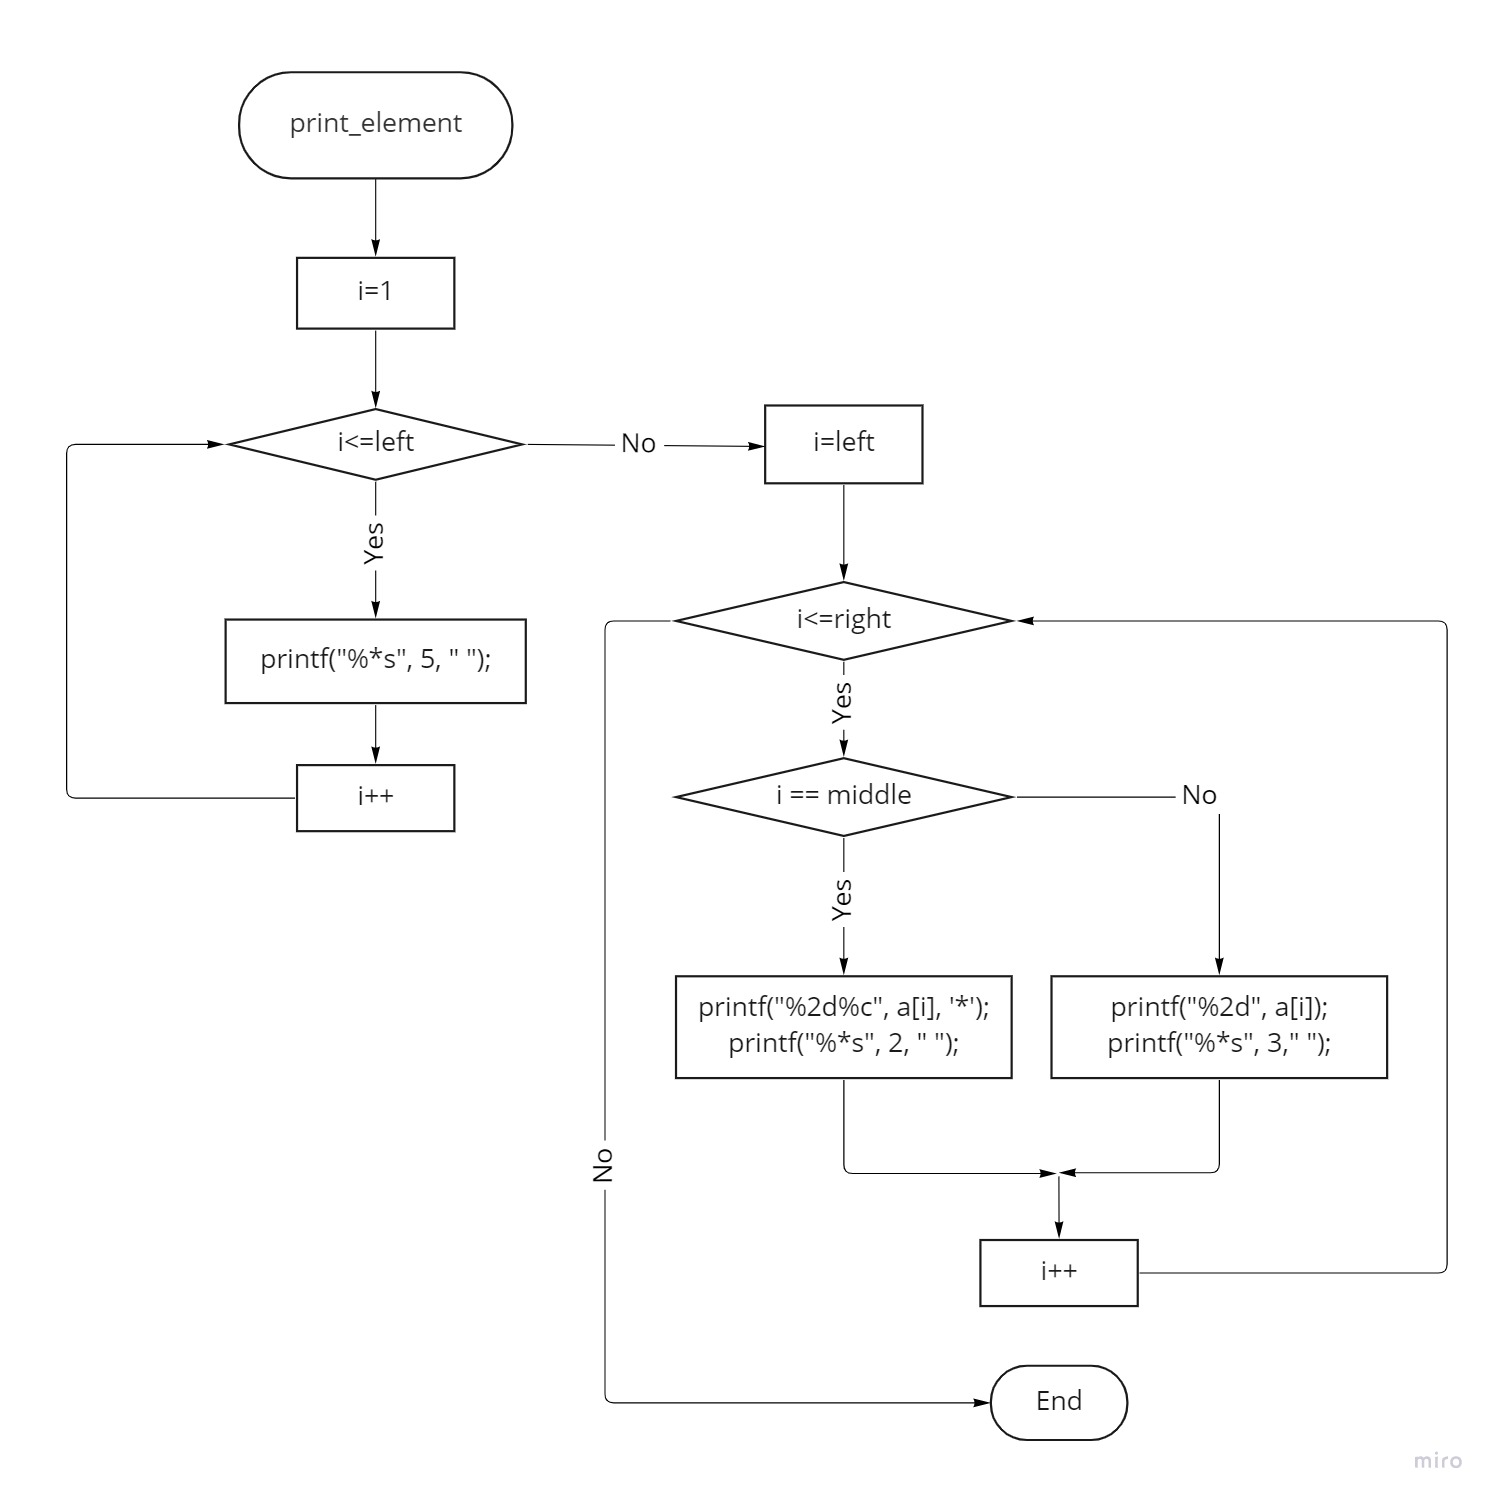 print_element
i=1
i<=left
Yes
printf("%*s", 5, " ");
i++
No
i=left
i<=right
Yes
i == middle
No
Yes
printf("%2d%c", a[i], '*');
printf("%*s", 2, " ");
printf("%2d", a[i]);
printf("%*s", 3," ");
i++
No
End
miro